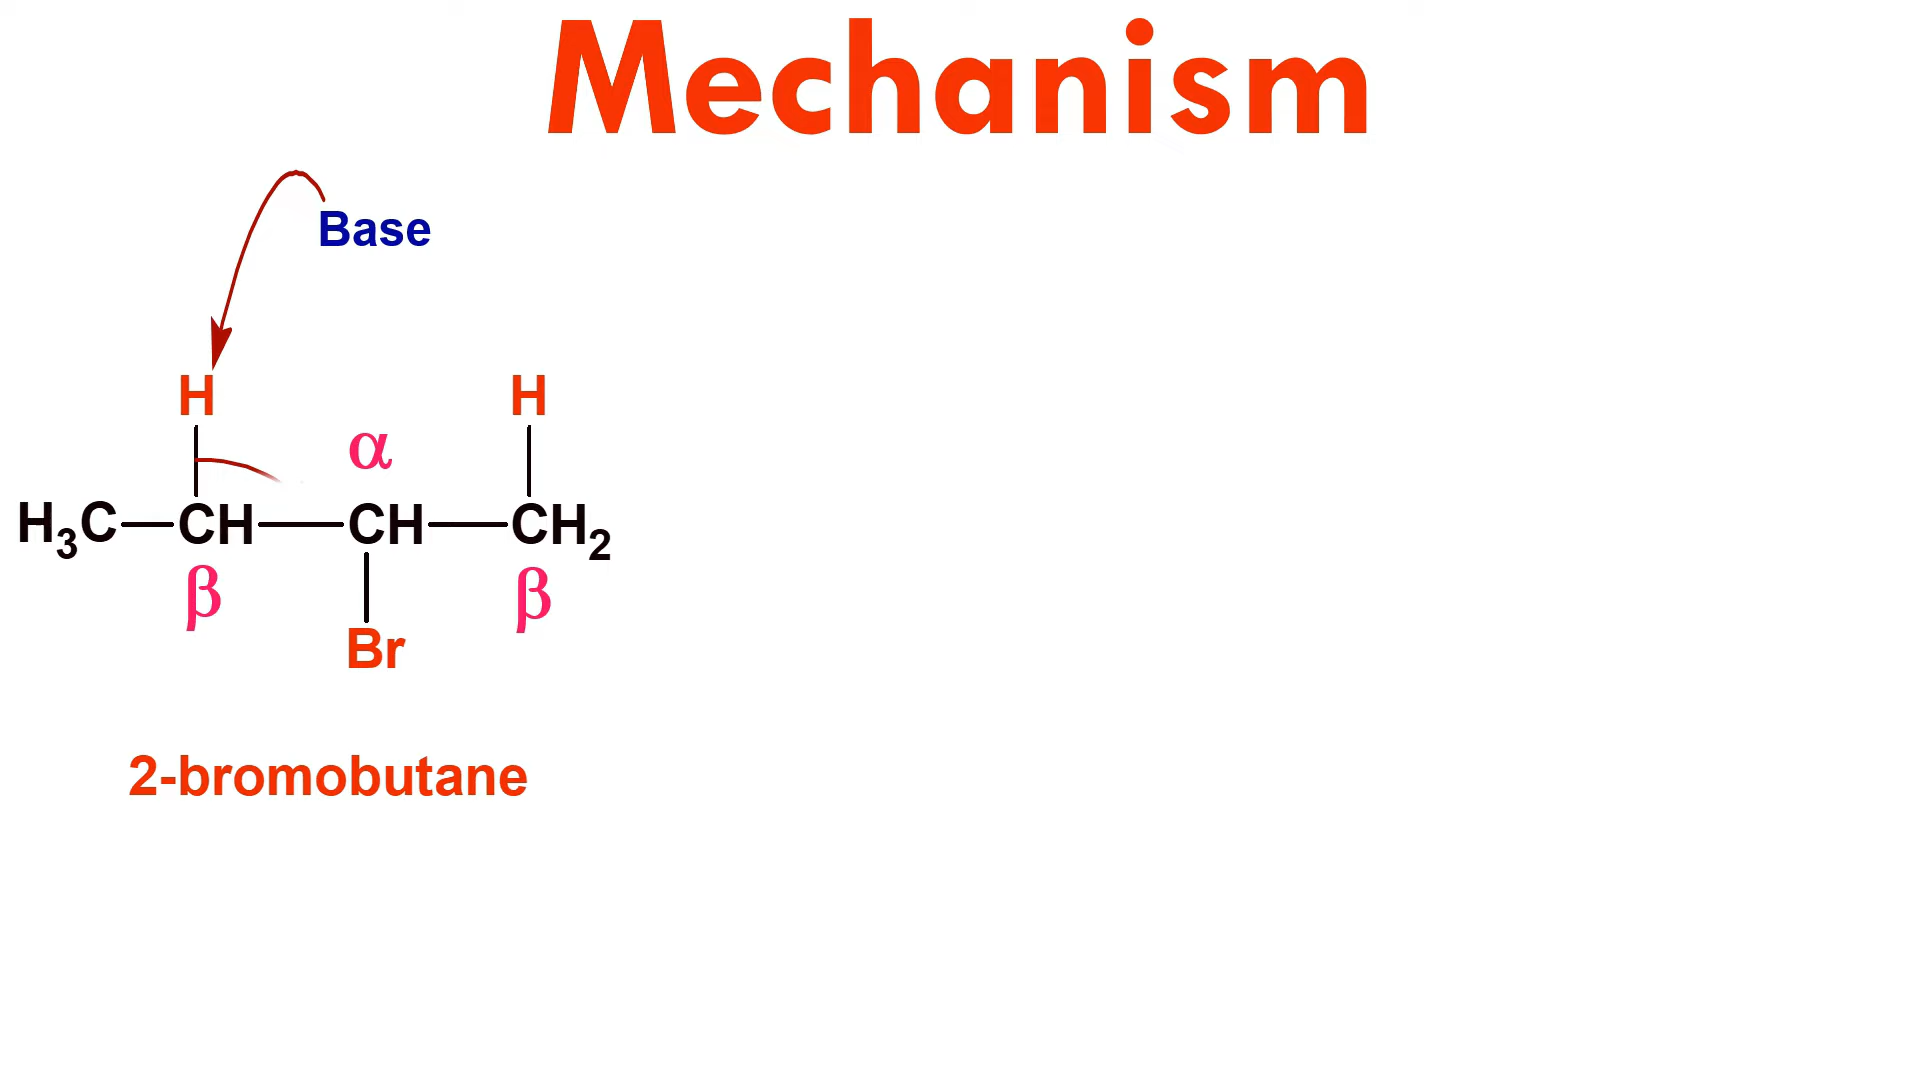 Mechanism
Base
H H
α
H₃C—CH—CH—CH₂
β β
Br
2-bromobutane